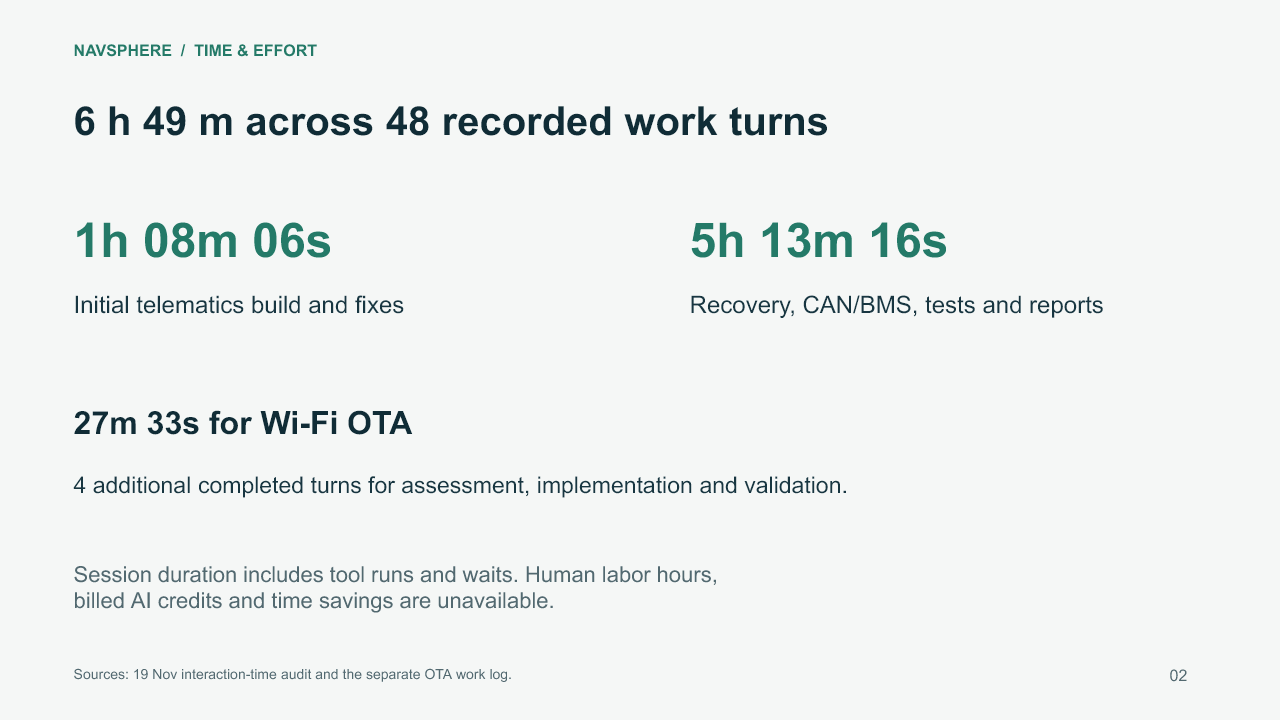 NAVSPHERE / TIME & EFFORT
6 h 49 m across 48 recorded work turns
1h 08m 06s
Initial telematics build and fixes
5h 13m 16s
Recovery, CAN/BMS, tests and reports
27m 33s for Wi-Fi OTA
4 additional completed turns for assessment, implementation and validation.
Session duration includes tool runs and waits. Human labor hours,
billed AI credits and time savings are unavailable.
Sources: 19 Nov interaction-time audit and the separate OTA work log.
02